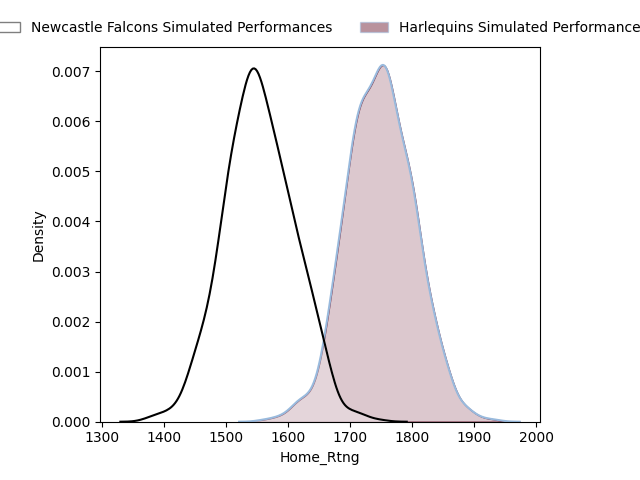 Newcastle Falcons Simulated Performances Harlequins Simulated Performance
0.007
0.006
0.005
0.004
0.003
0.002
0.001
0.000
Density
1300 1400 1500 1600 1700 1800 1900 2000
Home_Rtng